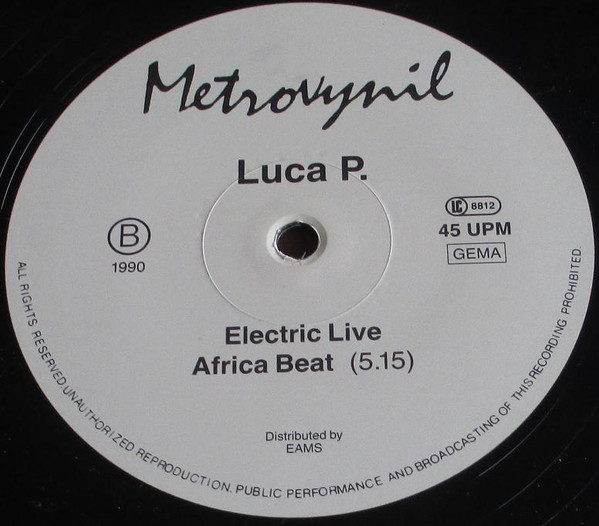 Metrovynil
Luca P.
B
1990
LC 8812
45 UPM
GEMA
Electric Live
Africa Beat (5.15)
Distributed by
EAMS
ALL RIGHTS RESERVED.UNAUTHORIZED REPRODUCTION. PUBLIC PERFORMANCE AND BROADCASTING OF THIS RECORDING PROHIBITED.